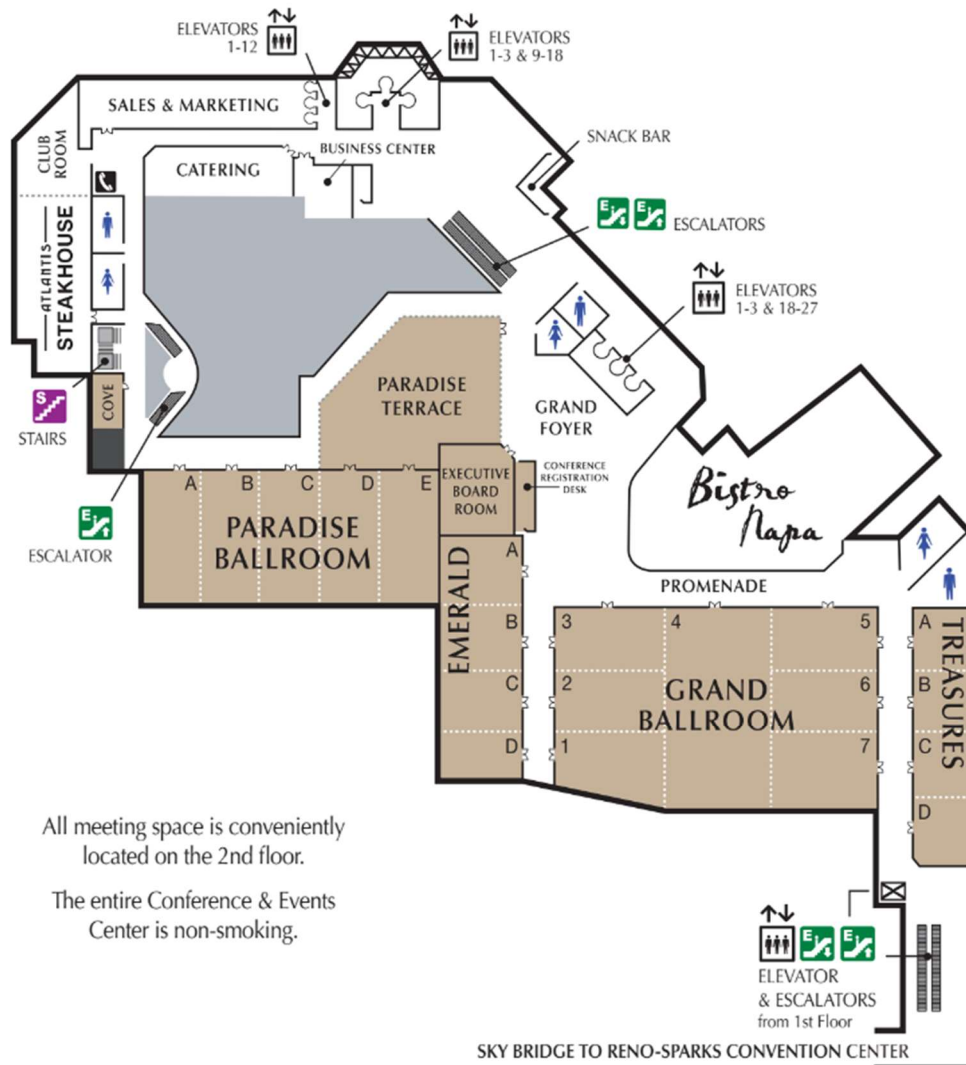 ELEVATORS
1-12
ELEVATORS
1-3 & 9-18
SALES & MARKETING
SNACK BAR
CLUB
ROOM
BUSINESS CENTER
CATERING
E E ESCALATORS
ATLANTIS
STEAKHOUSE
ELEVATORS
1-3 & 18-27
PARADISE
TERRACE
COVE
S
STAIRS
GRAND
FOYER
E
ESCALATOR
A B C D E
PARADISE
BALLROOM
EXECUTIVE
BOARD
ROOM
CONFERENCE
REGISTRATION
DESK
Bistro
Napa
PROMENADE
EMERALD
A
B
C
D
3 4 5
2 6
1 7
GRAND
BALLROOM
TREASURES
A
B
C
D
All meeting space is conveniently
located on the 2nd floor.
The entire Conference & Events
Center is non-smoking.
E E
ELEVATOR
& ESCALATORS
from 1st Floor
SKY BRIDGE TO RENO-SPARKS CONVENTION CENTER